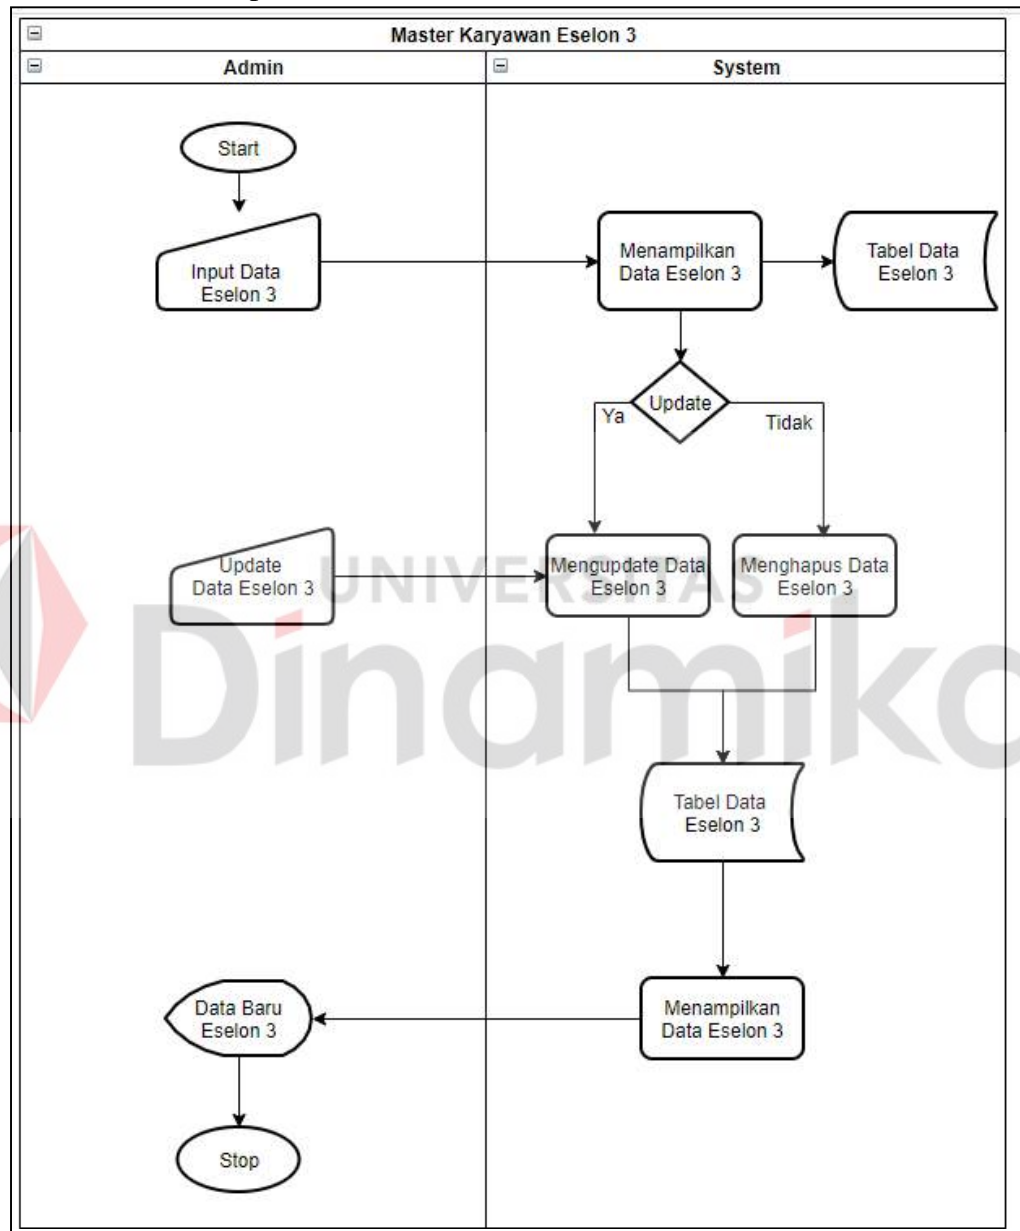 Master Karyawan Eselon 3
Admin
System
Start
Input Data
Eselon 3
Menampilkan
Data Eselon 3
Tabel Data
Eselon 3
Update
Ya
Tidak
Update
Data Eselon 3
Mengupdate Data
Eselon 3
Menghapus Data
Eselon 3
UNIVERSITAS
Dinamika
Tabel Data
Eselon 3
Data Baru
Eselon 3
Menampilkan
Data Eselon 3
Stop